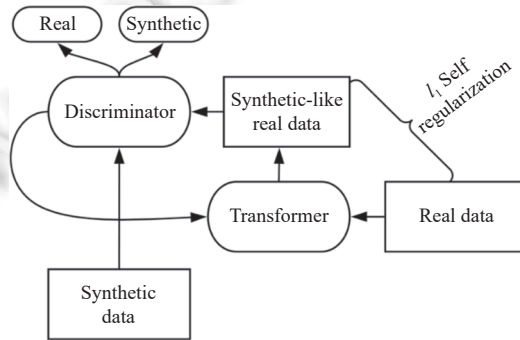 Real
Synthetic
Discriminator
Synthetic-like
real data
l₁ Self
regularization
Transformer
Real data
Synthetic
data